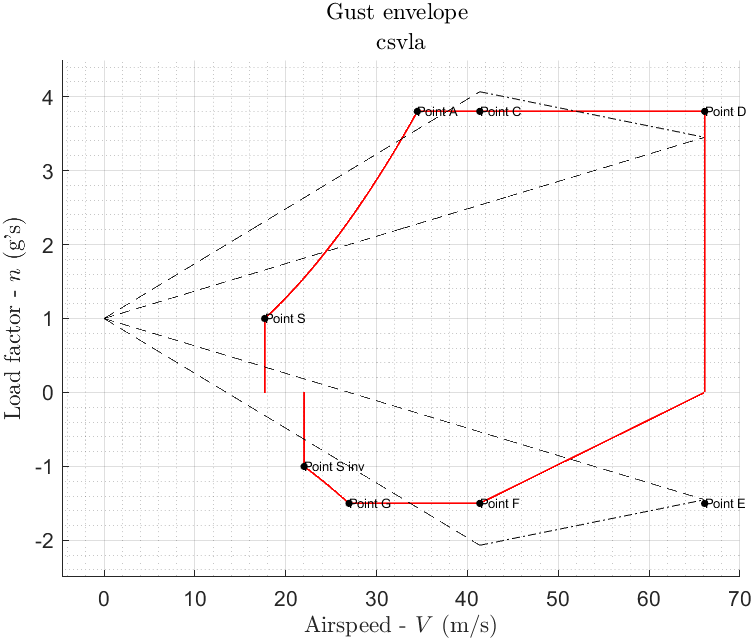 Gust envelope
csvla
4
Point A
Point C
Point D
3
2
1
Point S
0
-1
Point S inv
Point G
Point F
Point E
-2
0 10 20 30 40 50 60 70
Airspeed - V (m/s)
Load factor - n (g's)